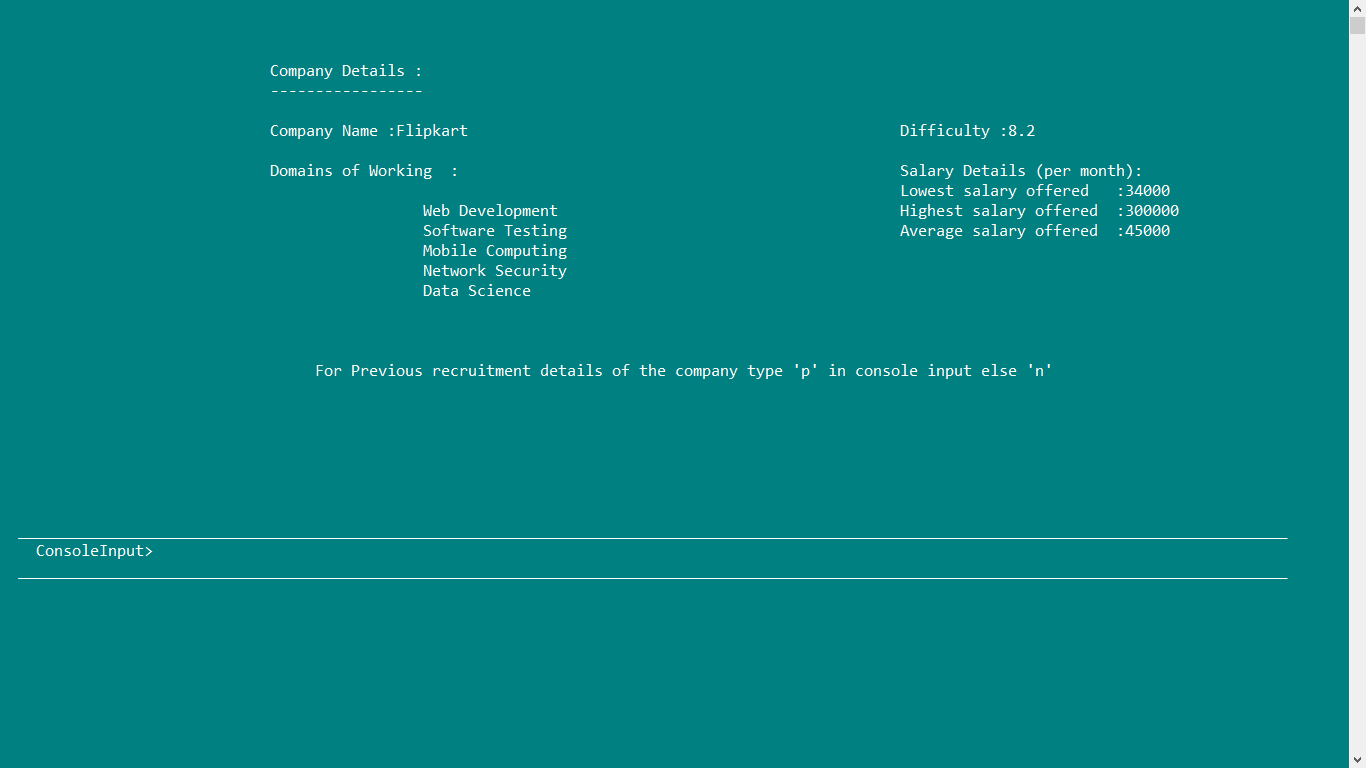 Company Details :
-----------------
Company Name :Flipkart
Difficulty :8.2
Domains of Working  :
Web Development
Software Testing
Mobile Computing
Network Security
Data Science
Salary Details (per month):
Lowest salary offered   :34000
Highest salary offered  :300000
Average salary offered  :45000
For Previous recruitment details of the company type 'p' in console input else 'n'
ConsoleInput>